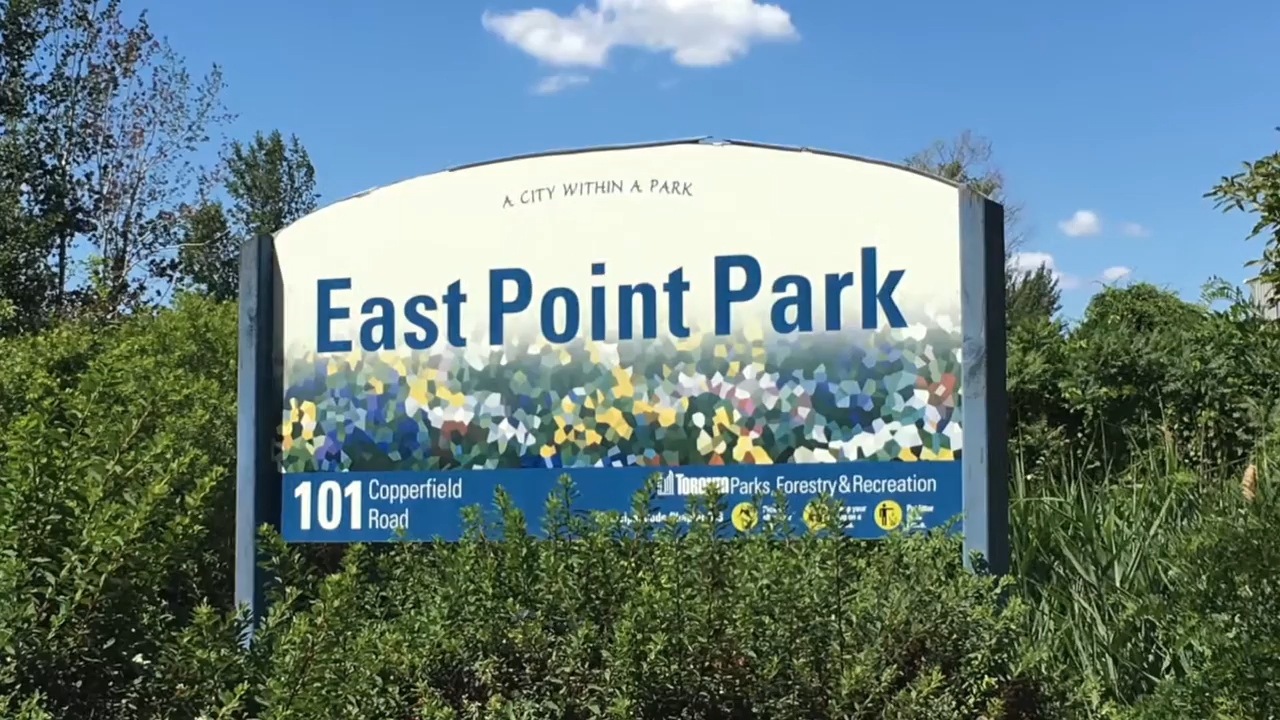 A CITY WITHIN A PARK
East Point Park
101 Copperfield
Road
TORONTO Parks, Forestry & Recreation